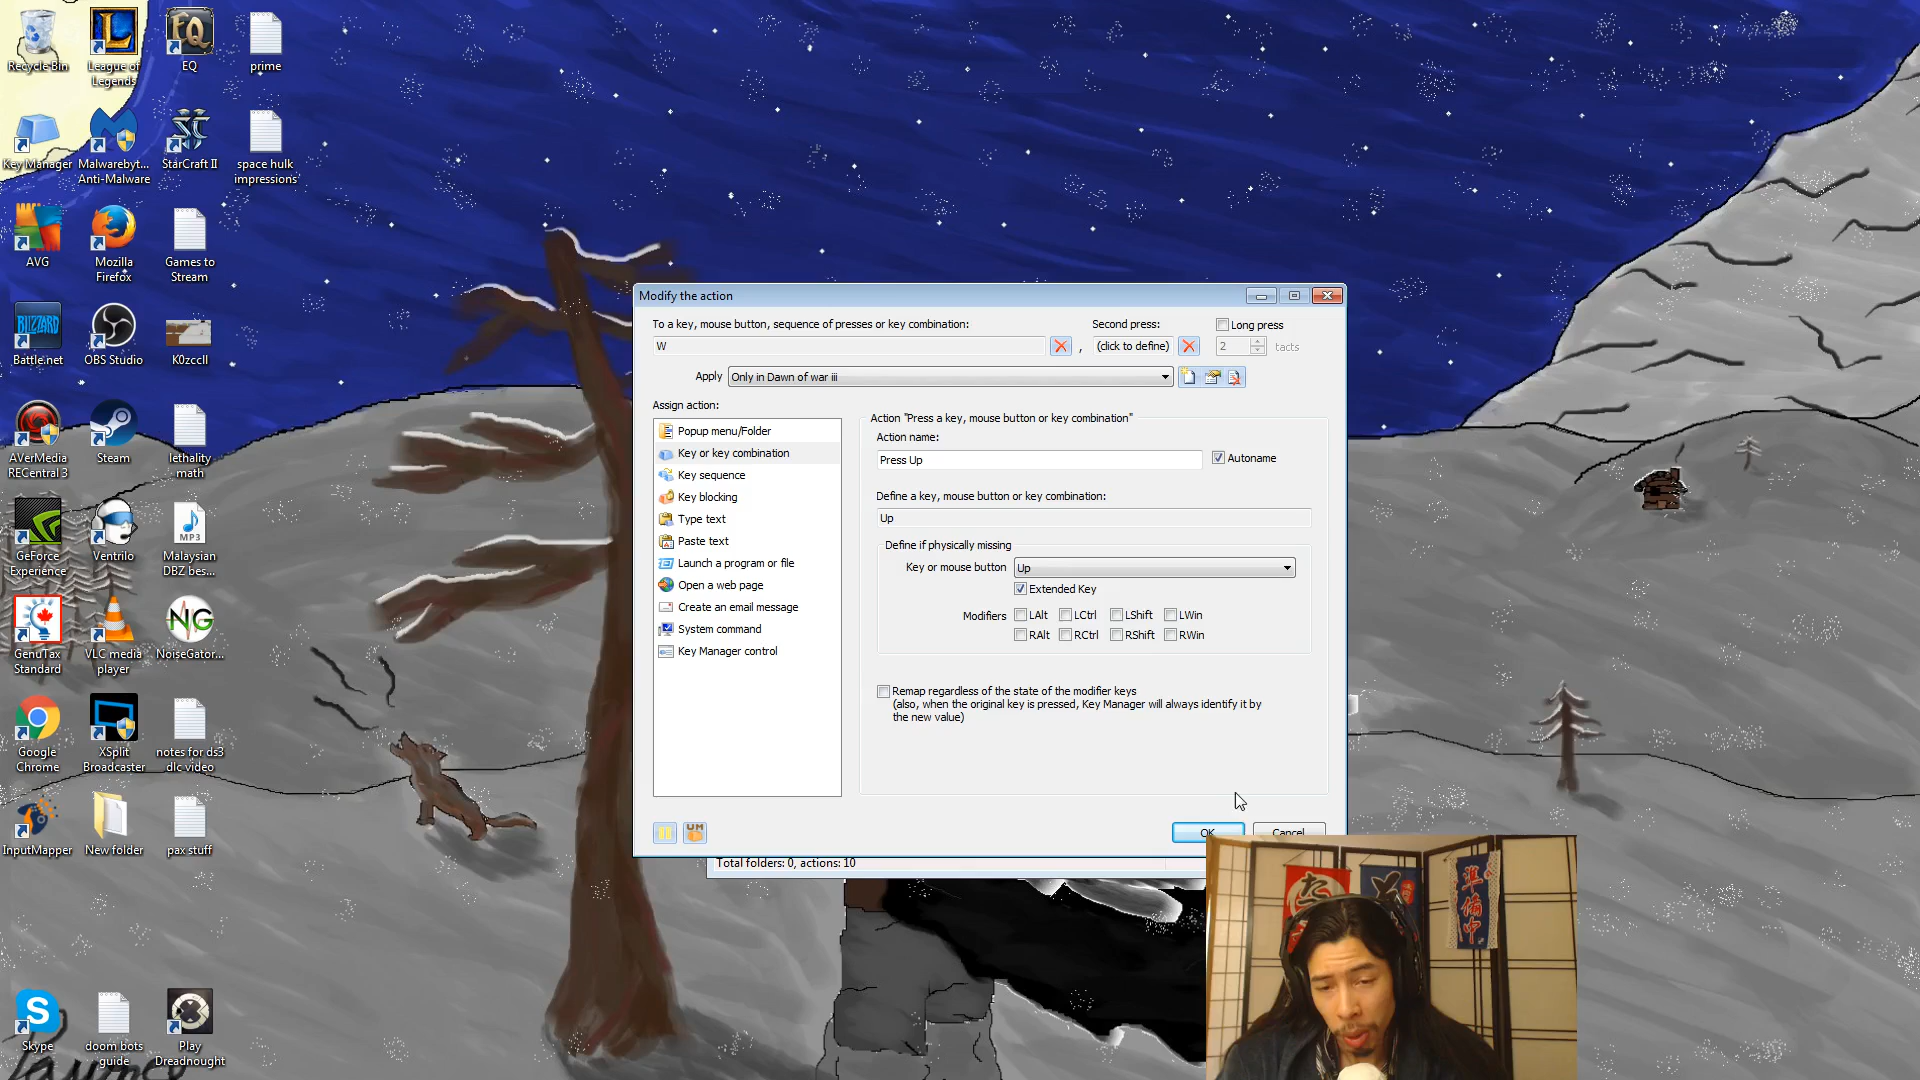 Recycle Bin
League of
Legends
EQ
prime
Key Manager
Malwarebyt...
Anti-Malware
StarCraft II
space hulk
impressions
AVG
Mozilla
Firefox
Games to
Stream
BLIZZARD
Battle.net
OBS Studio
K0zccll
AVerMedia
RECentral 3
Steam
lethality
math
GeForce
Experience
Ventrilo
MP3
Malaysian
DBZ bes...
GenuTax
Standard
VLC media
player
NG
NoiseGator...
Google
Chrome
XSplit
Broadcaster
notes for ds3
dlc video
InputMapper
New folder
pax stuff
Skype
doom bots
guide
Play
Dreadnought
Modify the action
To a key, mouse button, sequence of presses or key combination:
Second press:
Long press
W
,
(click to define)
2
tacts
Apply
Only in Dawn of war iii
Assign action:
Popup menu/Folder
Key or key combination
Key sequence
Key blocking
Type text
Paste text
Launch a program or file
Open a web page
Create an email message
System command
Key Manager control
Action "Press a key, mouse button or key combination"
Action name:
Press Up
Autoname
Define a key, mouse button or key combination:
Up
Define if physically missing
Key or mouse button
Up
Extended Key
Modifiers
LAlt
LCtrl
LShift
LWin
RAlt
RCtrl
RShift
RWin
Remap regardless of the state of the modifier keys
(also, when the original key is pressed, Key Manager will always identify it by
the new value)
UM
OK
Cancel
Total folders: 0, actions: 10
準備中